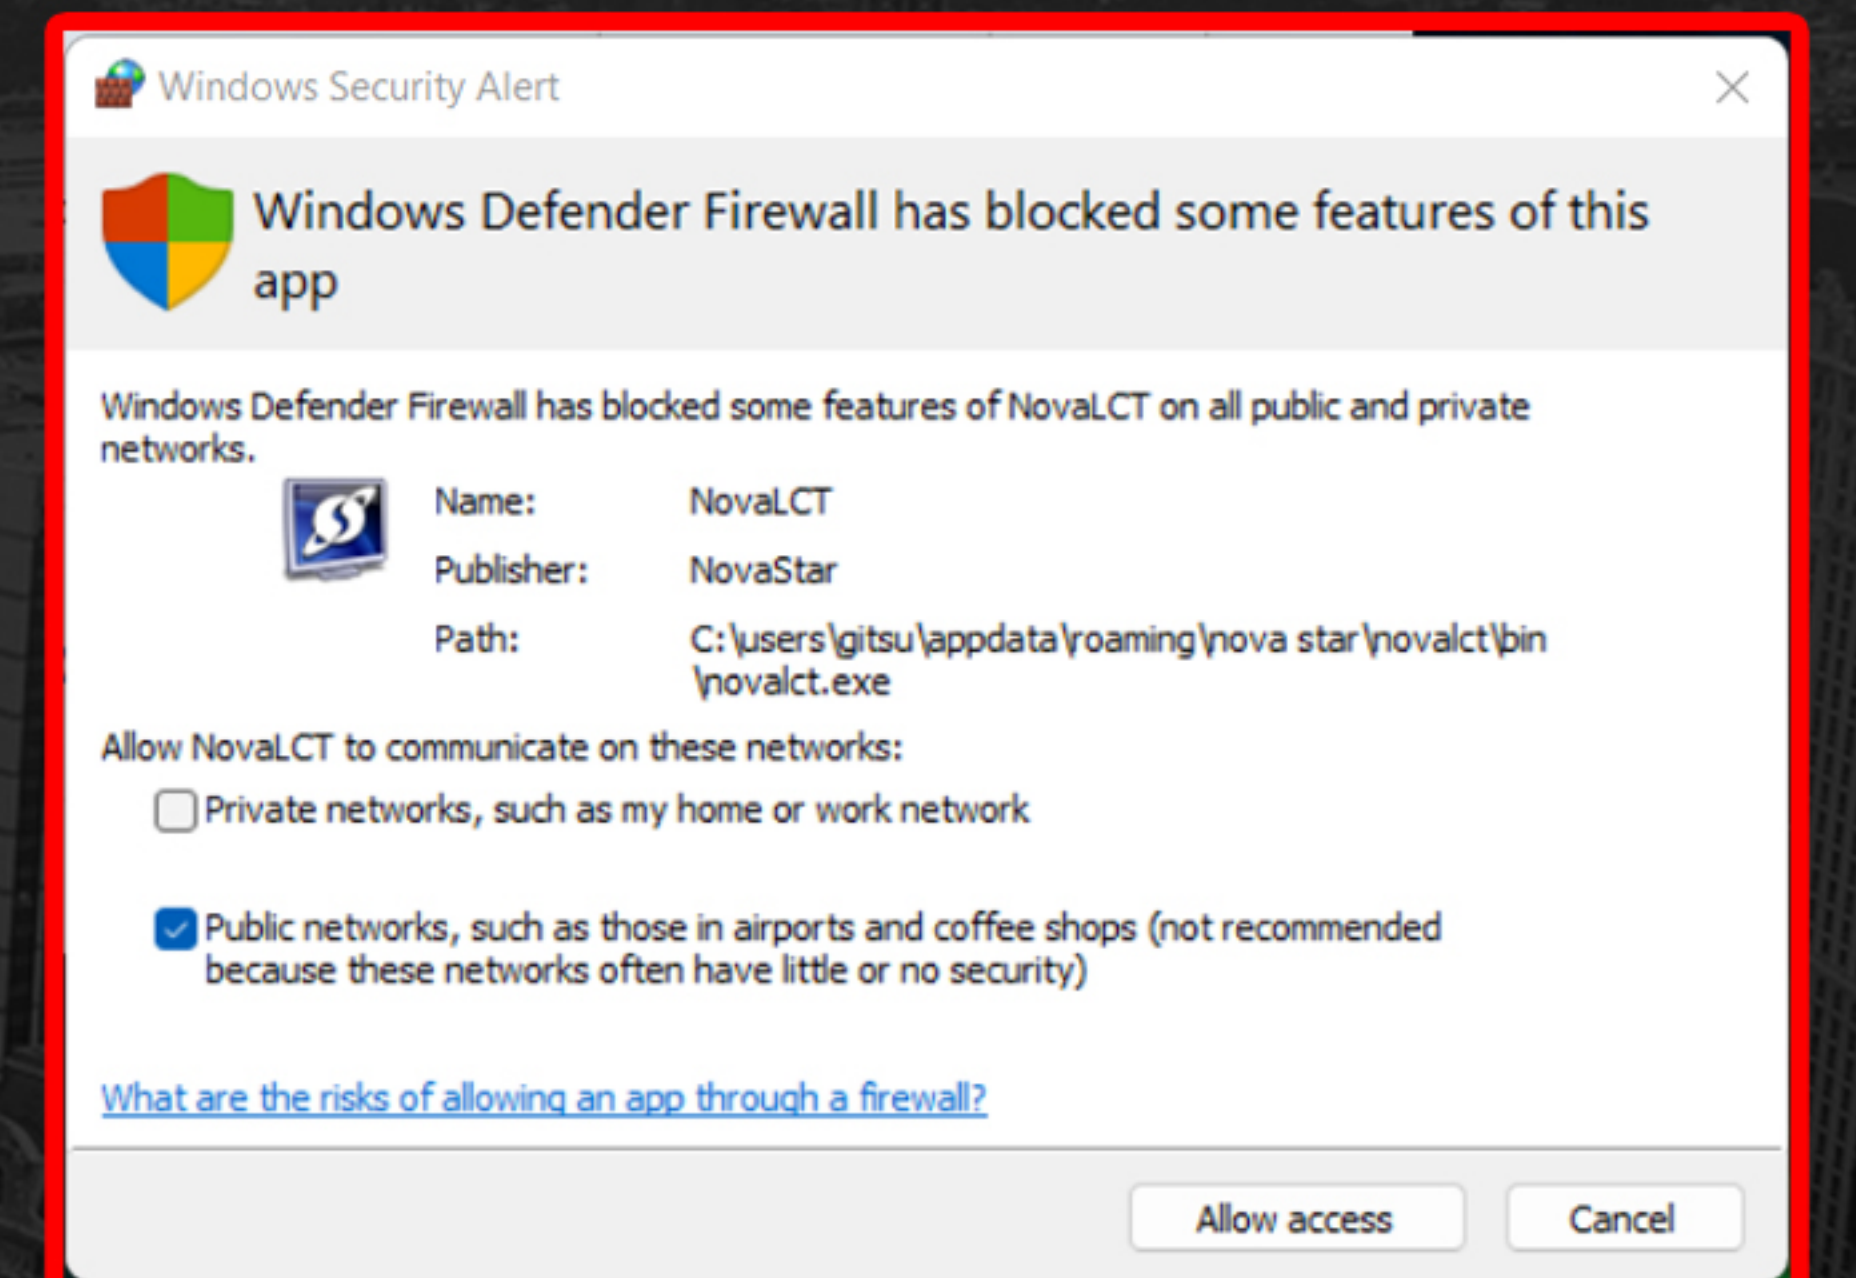 Windows Security Alert
Windows Defender Firewall has blocked some features of this
app
Windows Defender Firewall has blocked some features of NovaLCT on all public and private
networks.
Name: NovaLCT
Publisher: NovaStar
Path: C:\users\gitsu\appdata\roaming\nova star\novalct\bin
\novalct.exe
Allow NovaLCT to communicate on these networks:
Private networks, such as my home or work network
Public networks, such as those in airports and coffee shops (not recommended
because these networks often have little or no security)
What are the risks of allowing an app through a firewall?
Allow access Cancel